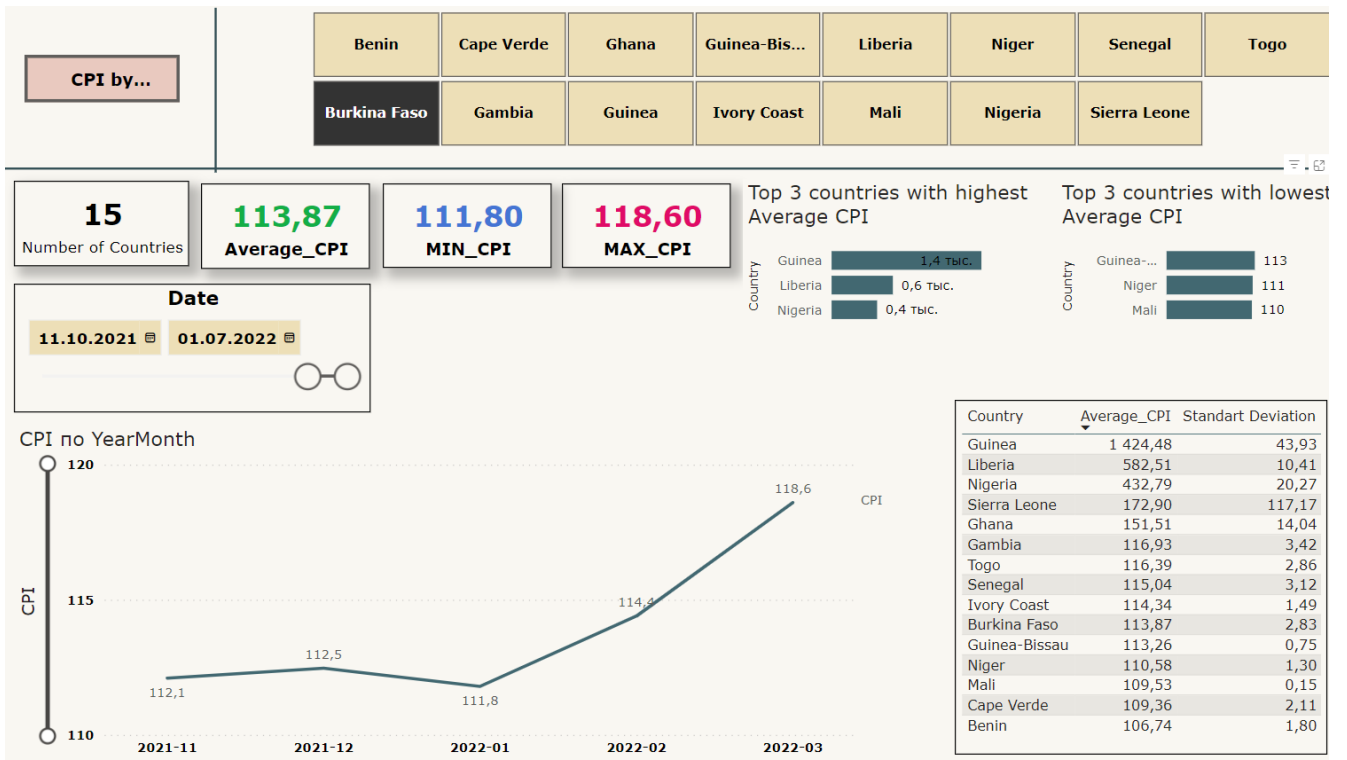 CPI by...
Benin
Cape Verde
Ghana
Guinea-Bis...
Liberia
Niger
Senegal
Togo
Burkina Faso
Gambia
Guinea
Ivory Coast
Mali
Nigeria
Sierra Leone
15
Number of Countries
113,87
Average_CPI
111,80
MIN_CPI
118,60
MAX_CPI
Top 3 countries with highest
Average CPI
Country
Guinea 1,4 тыс.
Liberia 0,6 тыс.
Nigeria 0,4 тыс.
Top 3 countries with lowest
Average CPI
Country
Guinea-... 113
Niger 111
Mali 110
Date
11.10.2021 01.07.2022
CPI по YearMonth
CPI
120
115
110
112,1
112,5
111,8
114,4
118,6
CPI
2021-11 2021-12 2022-01 2022-02 2022-03
Country Average_CPI Standart Deviation
Guinea 1 424,48 43,93
Liberia 582,51 10,41
Nigeria 432,79 20,27
Sierra Leone 172,90 117,17
Ghana 151,51 14,04
Gambia 116,93 3,42
Togo 116,39 2,86
Senegal 115,04 3,12
Ivory Coast 114,34 1,49
Burkina Faso 113,87 2,83
Guinea-Bissau 113,26 0,75
Niger 110,58 1,30
Mali 109,53 0,15
Cape Verde 109,36 2,11
Benin 106,74 1,80